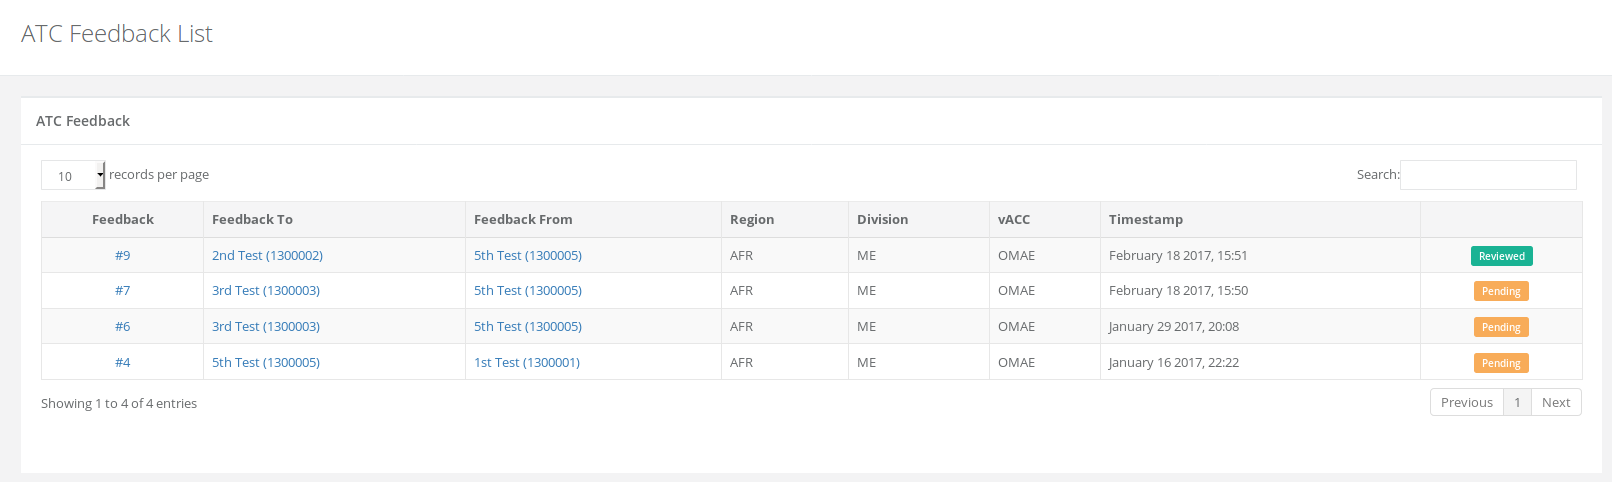 ATC Feedback List
ATC Feedback
10 records per page Search:
Feedback Feedback To Feedback From Region Division vACC Timestamp
#9 2nd Test (1300002) 5th Test (1300005) AFR ME OMAE February 18 2017, 15:51 Reviewed
#7 3rd Test (1300003) 5th Test (1300005) AFR ME OMAE February 18 2017, 15:50 Pending
#6 3rd Test (1300003) 5th Test (1300005) AFR ME OMAE January 29 2017, 20:08 Pending
#4 5th Test (1300005) 1st Test (1300001) AFR ME OMAE January 16 2017, 22:22 Pending
Showing 1 to 4 of 4 entries Previous 1 Next